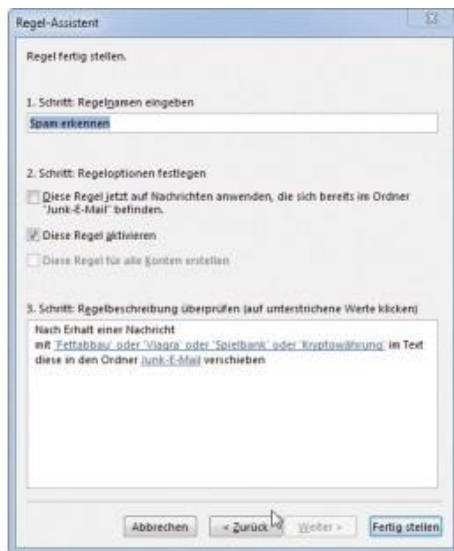 Regel-Assistent
Regel fertig stellen.
1. Schritt: Regelnamen eingeben
Spam erkennen
2. Schritt: Regeloptionen festlegen
Diese Regel jetzt auf Nachrichten anwenden, die sich bereits im Ordner
"Junk-E-Mail" befinden.
Diese Regel aktivieren
Diese Regel für alle Konten erstellen
3. Schritt: Regelbeschreibung überprüfen (auf unterstrichene Werte klicken)
Nach Erhalt einer Nachricht
mit 'Fettabbau' oder 'Viagra' oder 'Spielbank' oder 'Kryptowährung' im Text
diese in den Ordner Junk-E-Mail verschieben
Abbrechen < Zurück Weiter > Fertig stellen